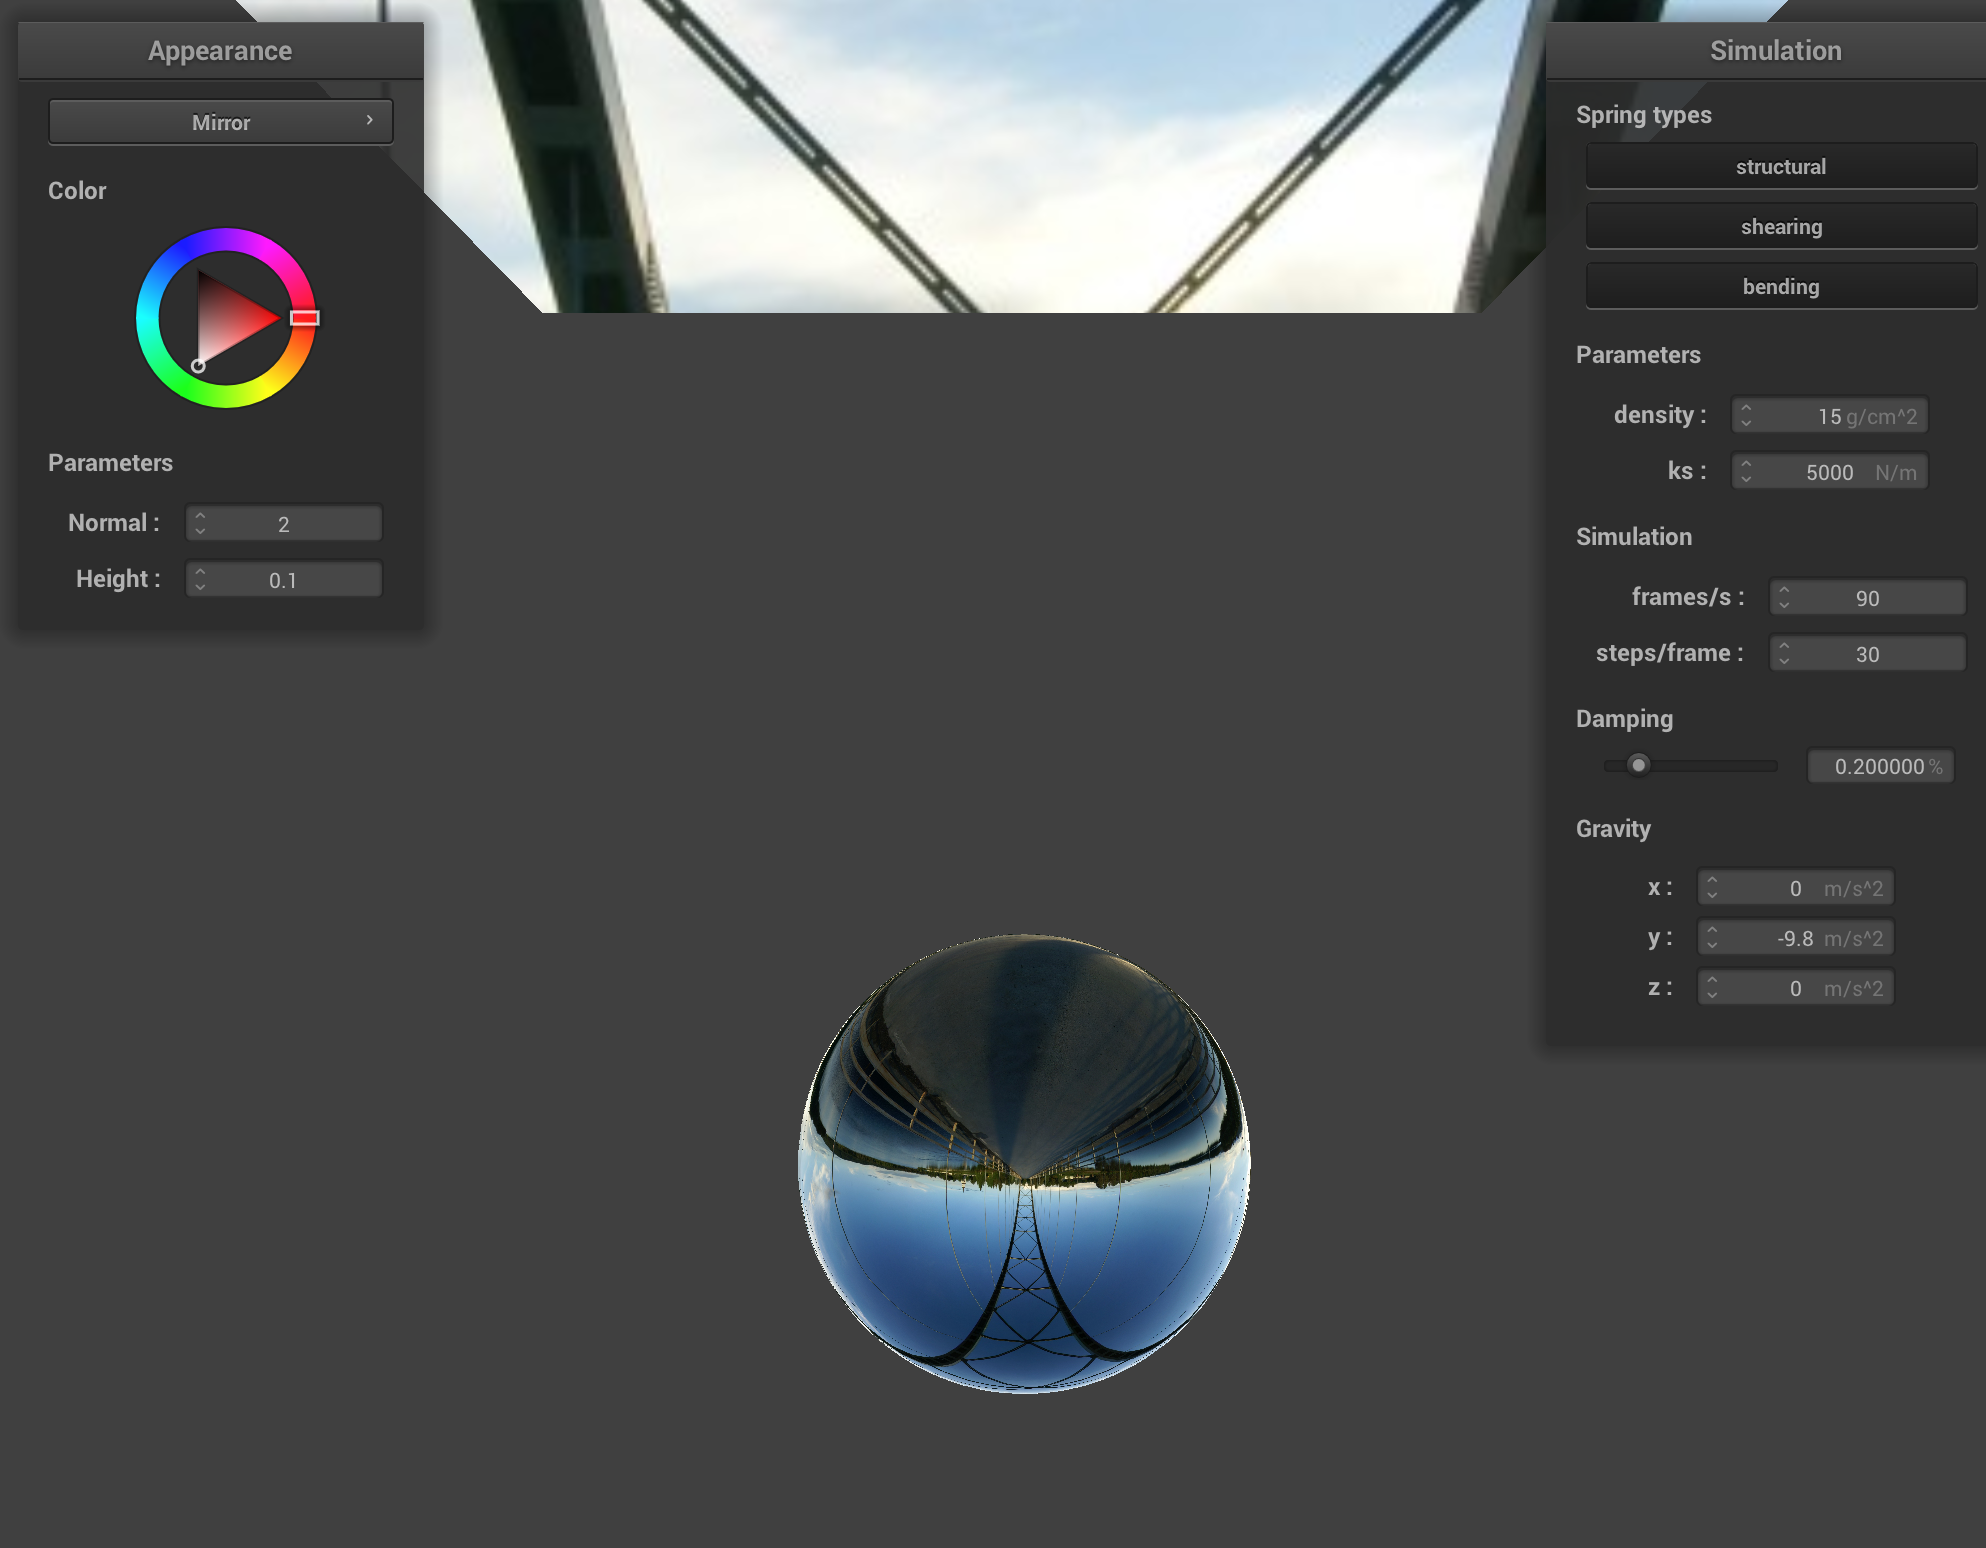 Appearance
Mirror
Color
Parameters
Normal : 2
Height : 0.1
Simulation
Spring types
structural
shearing
bending
Parameters
density : 15 g/cm^2
ks : 5000 N/m
Simulation
frames/s : 90
steps/frame : 30
Damping
0.200000 %
Gravity
x : 0 m/s^2
y : -9.8 m/s^2
z : 0 m/s^2